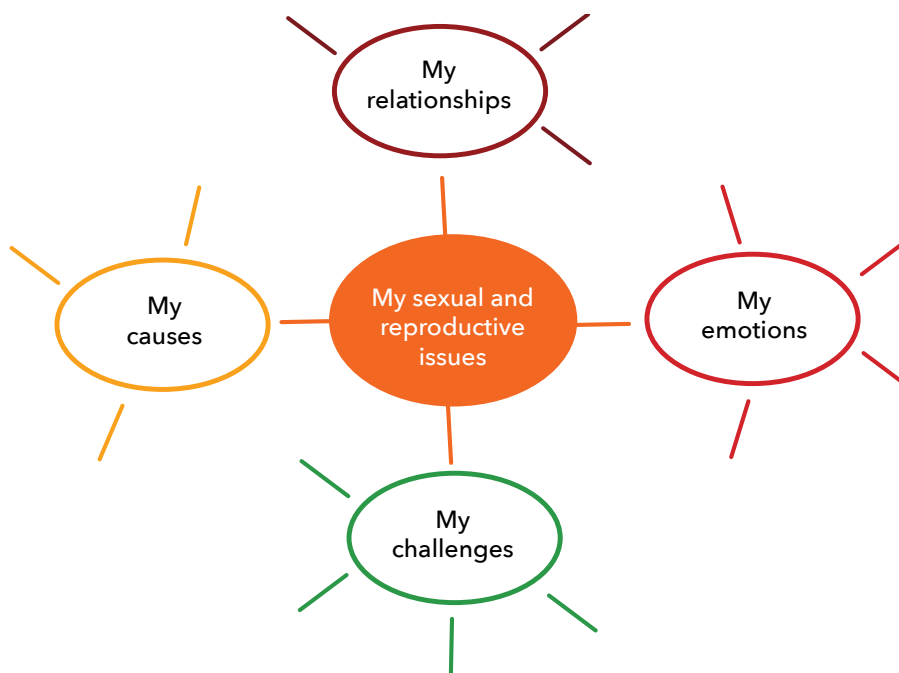 My
relationships
My
causes
My sexual and
reproductive
issues
My
emotions
My
challenges